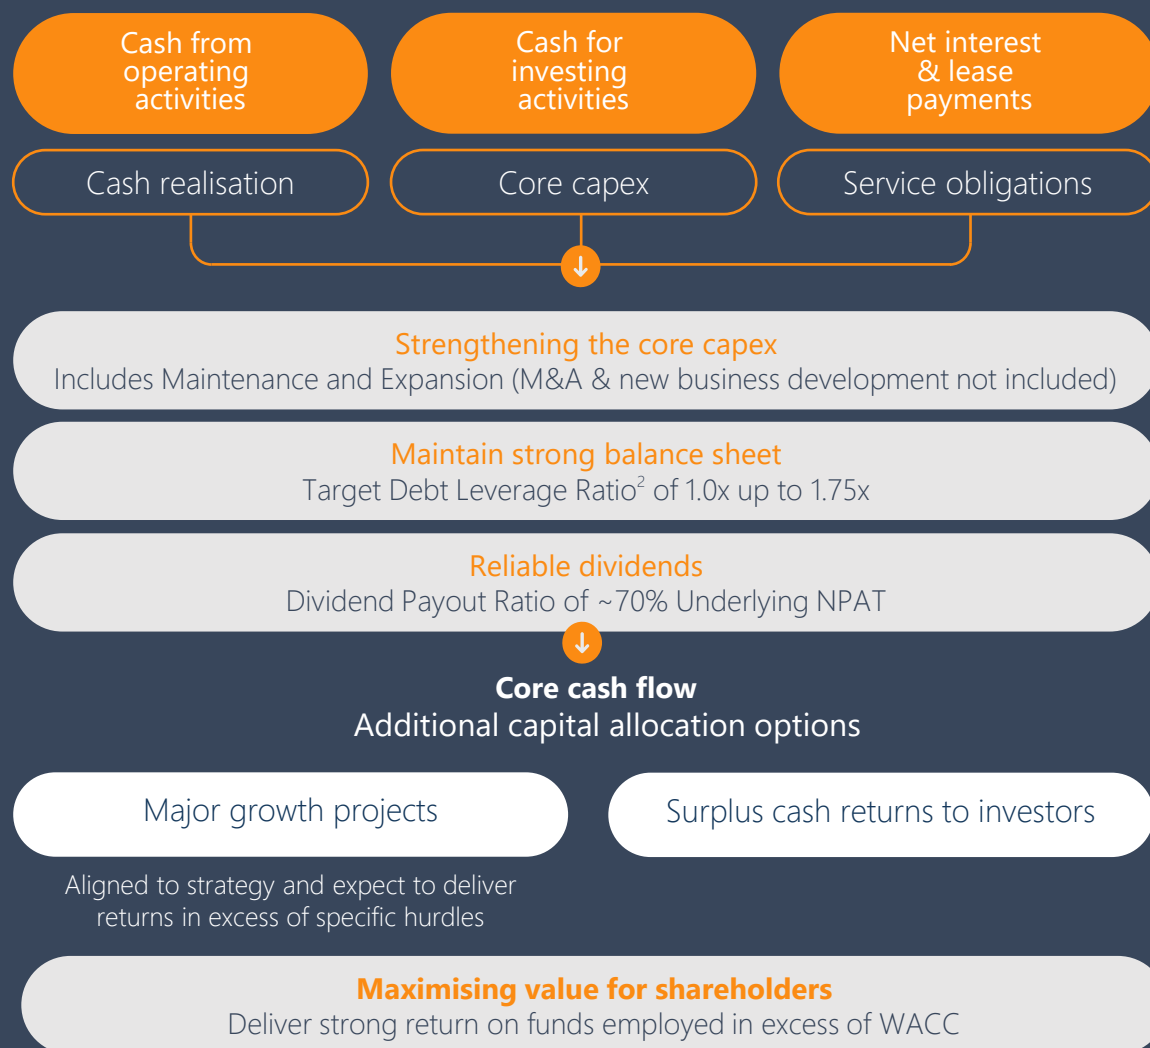 Cash from
operating
activities
Cash for
investing
activities
Net interest
& lease
payments
Cash realisation
Core capex
Service obligations
Strengthening the core capex
Includes Maintenance and Expansion (M&A & new business development not included)
Maintain strong balance sheet
Target Debt Leverage Ratio² of 1.0x up to 1.75x
Reliable dividends
Dividend Payout Ratio of ~70% Underlying NPAT
Core cash flow
Additional capital allocation options
Major growth projects
Surplus cash returns to investors
Aligned to strategy and expect to deliver
returns in excess of specific hurdles
Maximising value for shareholders
Deliver strong return on funds employed in excess of WACC